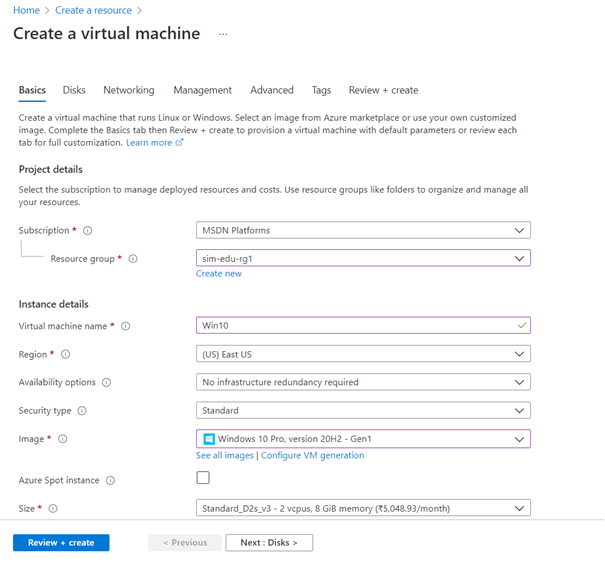 Home > Create a resource >
Create a virtual machine ...
Basics Disks Networking Management Advanced Tags Review + create
Create a virtual machine that runs Linux or Windows. Select an image from Azure marketplace or use your own customized
image. Complete the Basics tab then Review + create to provision a virtual machine with default parameters or review each
tab for full customization. Learn more
Project details
Select the subscription to manage deployed resources and costs. Use resource groups like folders to organize and manage all
your resources.
Subscription * MSDN Platforms
Resource group * sim-edu-rg1
Create new
Instance details
Virtual machine name * Win10
Region * (US) East US
Availability options No infrastructure redundancy required
Security type Standard
Image * Windows 10 Pro, version 20H2 - Gen1
See all images | Configure VM generation
Azure Spot instance
Size * Standard_D2s_v3 - 2 vcpus, 8 GiB memory (₹5,048.93/month)
Review + create < Previous Next : Disks >